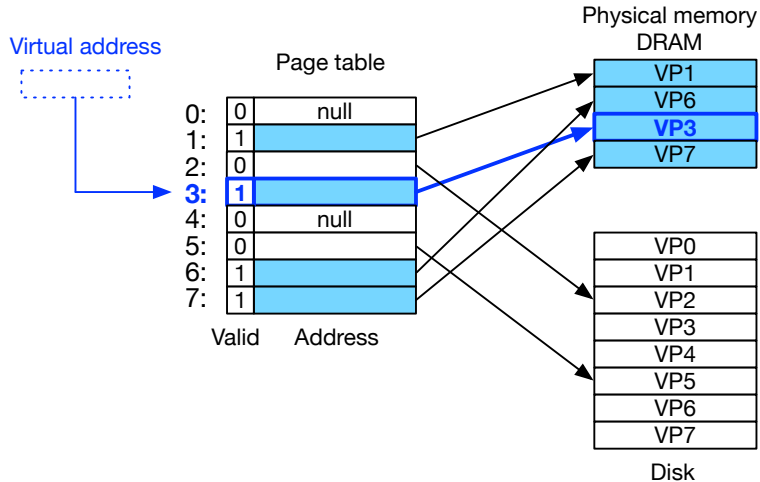 Virtual address
Page table
0: 0 null
1: 1
2: 0
3: 1
4: 0 null
5: 0
6: 1
7: 1
Valid Address
Physical memory
DRAM
VP1
VP6
VP3
VP7
VP0
VP1
VP2
VP3
VP4
VP5
VP6
VP7
Disk